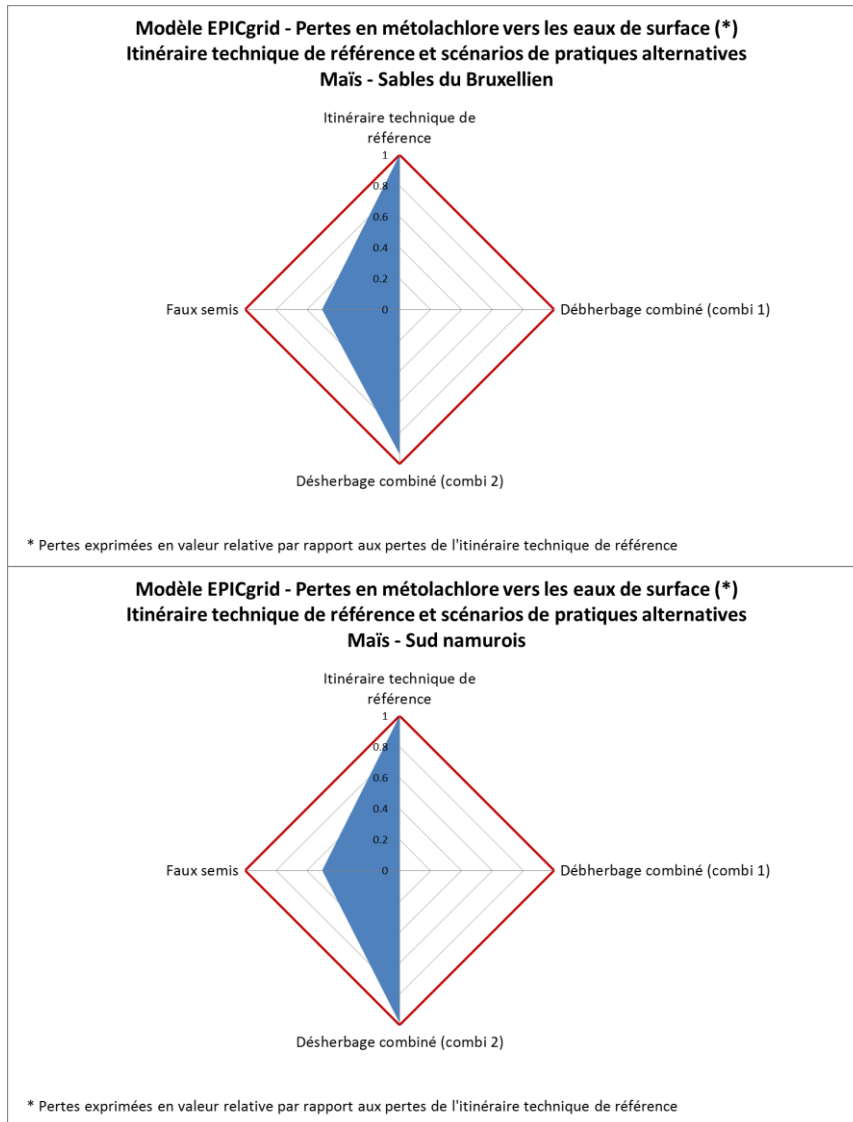 Modèle EPICgrid - Pertes en métolachlore vers les eaux de surface (*)
Itinéraire technique de référence et scénarios de pratiques alternatives
Maïs - Sables du Bruxellien
Itinéraire technique de
référence
1
0.8
0.6
0.4
0.2
0
Faux semis
Débherbage combiné (combi 1)
Désherbage combiné (combi 2)
* Pertes exprimées en valeur relative par rapport aux pertes de l'itinéraire technique de référence
Modèle EPICgrid - Pertes en métolachlore vers les eaux de surface (*)
Itinéraire technique de référence et scénarios de pratiques alternatives
Maïs - Sud namurois
Itinéraire technique de
référence
1
0.8
0.6
0.4
0.2
0
Faux semis
Débherbage combiné (combi 1)
Désherbage combiné (combi 2)
* Pertes exprimées en valeur relative par rapport aux pertes de l'itinéraire technique de référence